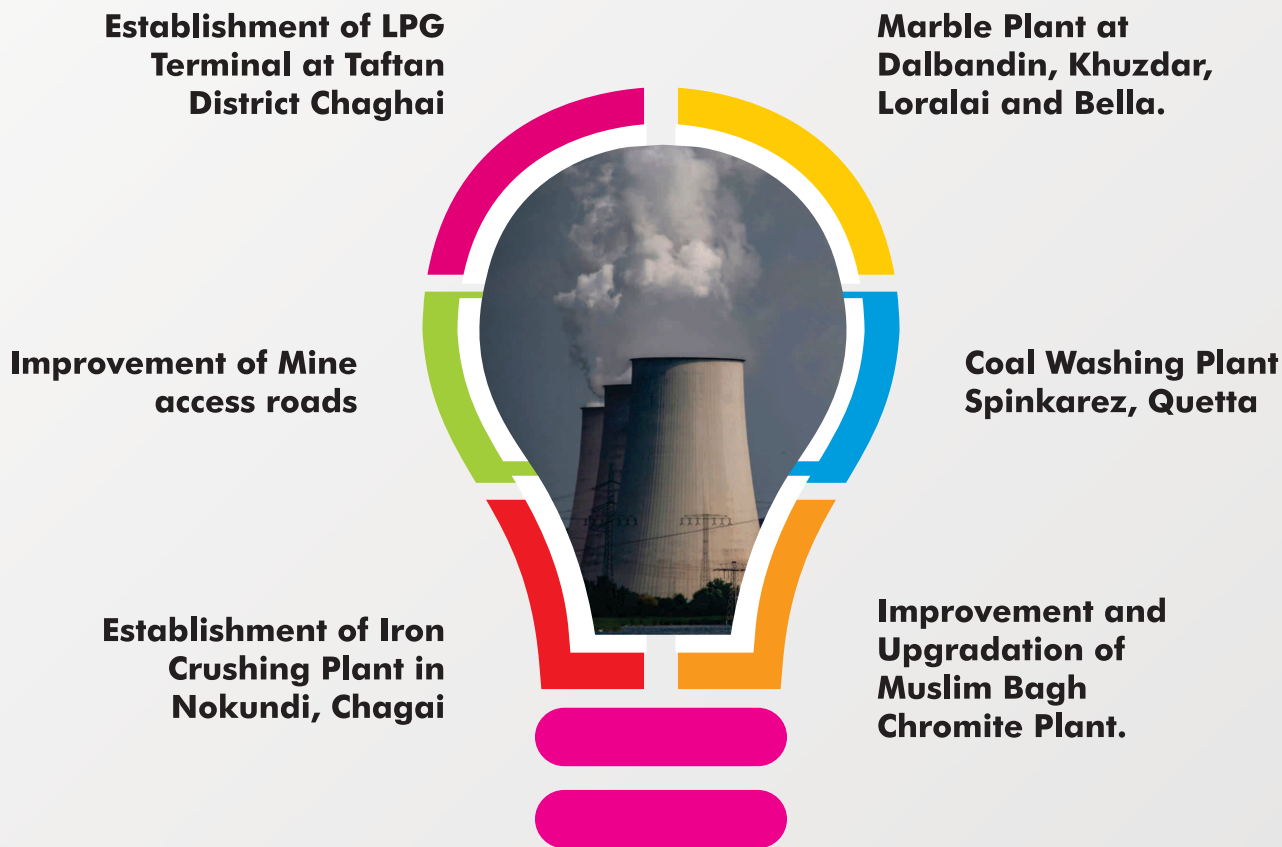 Establishment of LPG
Terminal at Taftan
District Chaghai
Marble Plant at
Dalbandin, Khuzdar,
Loralai and Bella.
Improvement of Mine
access roads
Coal Washing Plant
Spinkarez, Quetta
Establishment of Iron
Crushing Plant in
Nokundi, Chagai
Improvement and
Upgradation of
Muslim Bagh
Chromite Plant.